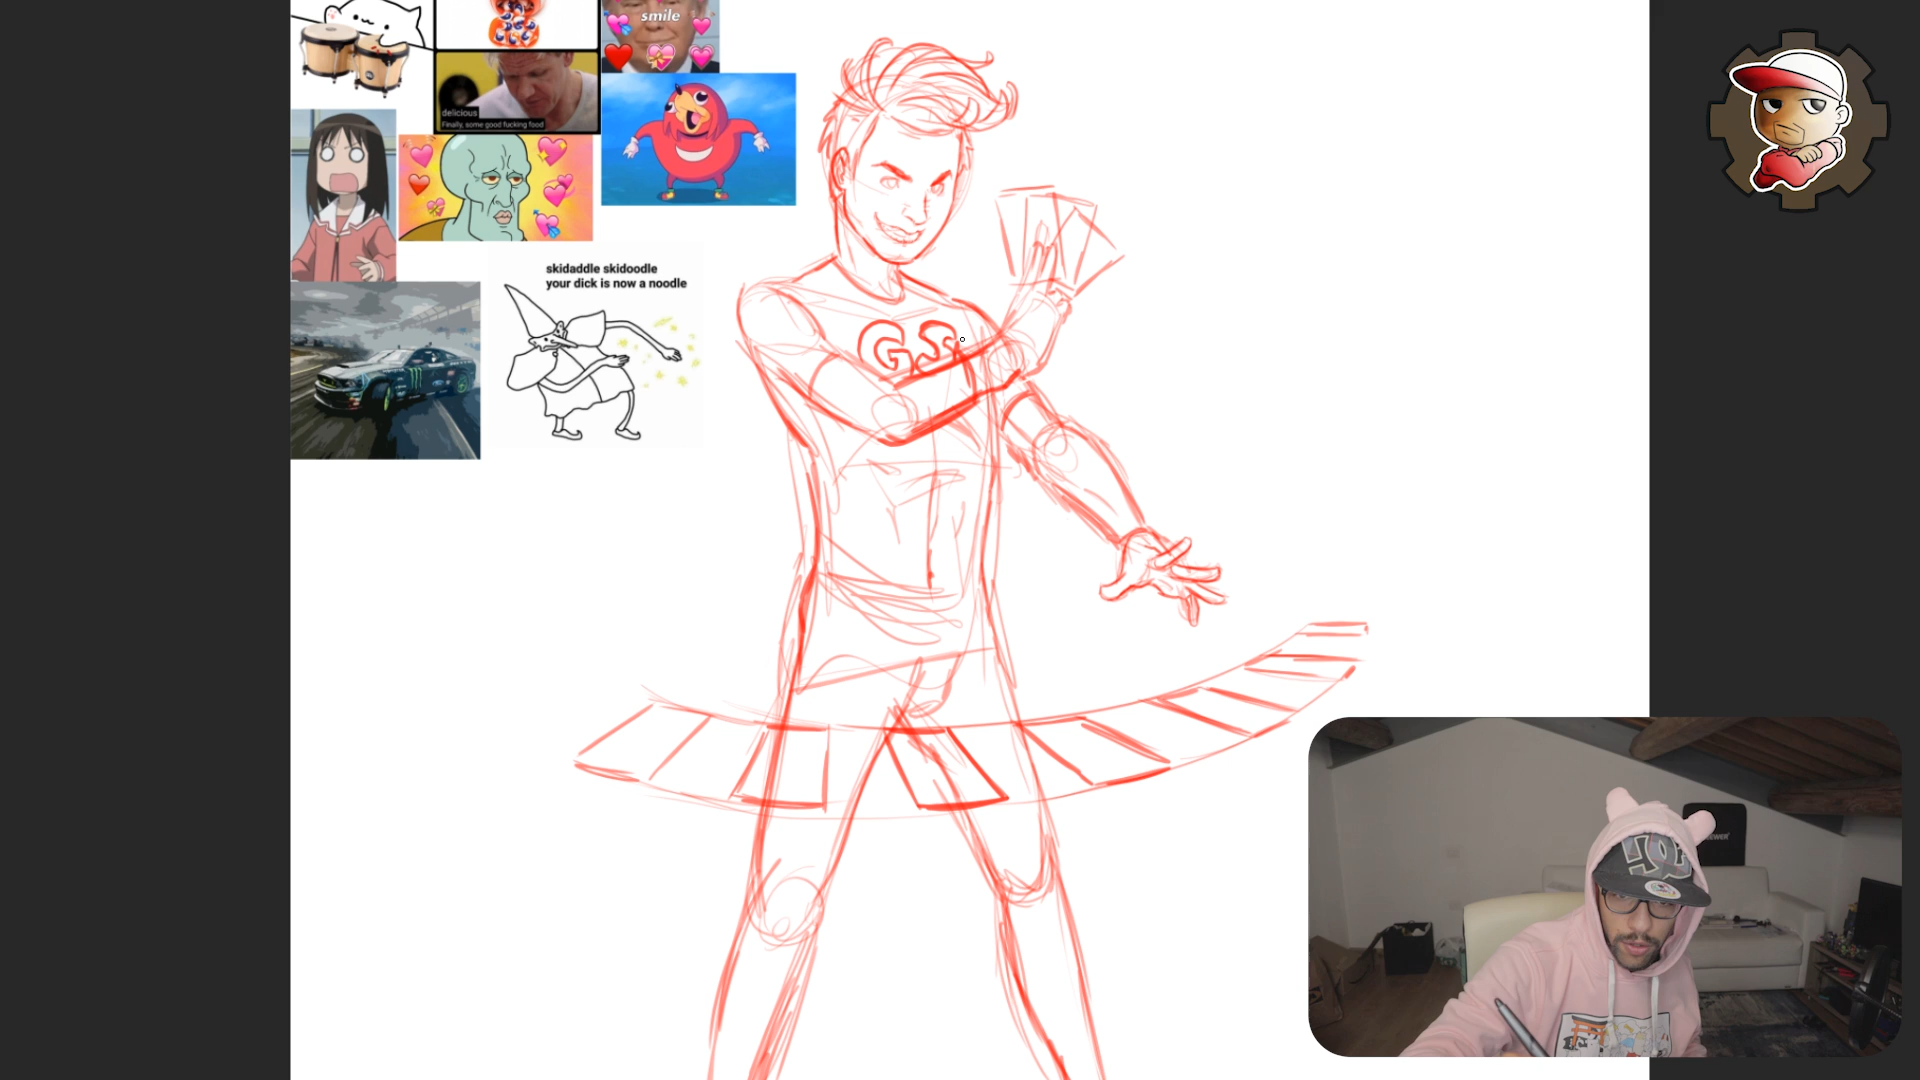 smile
delicious
Finally, some good fucking food
skidaddle skidoodle
your dick is now a noodle
GS